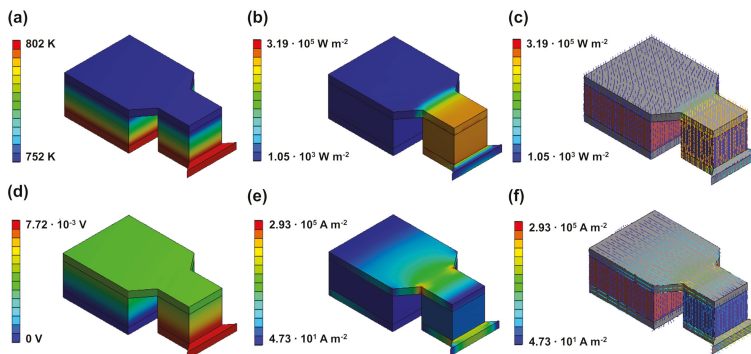 (a)
802 K
752 K
(b)
3.19 · 10⁵ W m⁻²
1.05 · 10³ W m⁻²
(c)
3.19 · 10⁵ W m⁻²
1.05 · 10³ W m⁻²
(d)
7.72 · 10⁻³ V
0 V
(e)
2.93 · 10⁵ A m⁻²
4.73 · 10¹ A m⁻²
(f)
2.93 · 10⁵ A m⁻²
4.73 · 10¹ A m⁻²